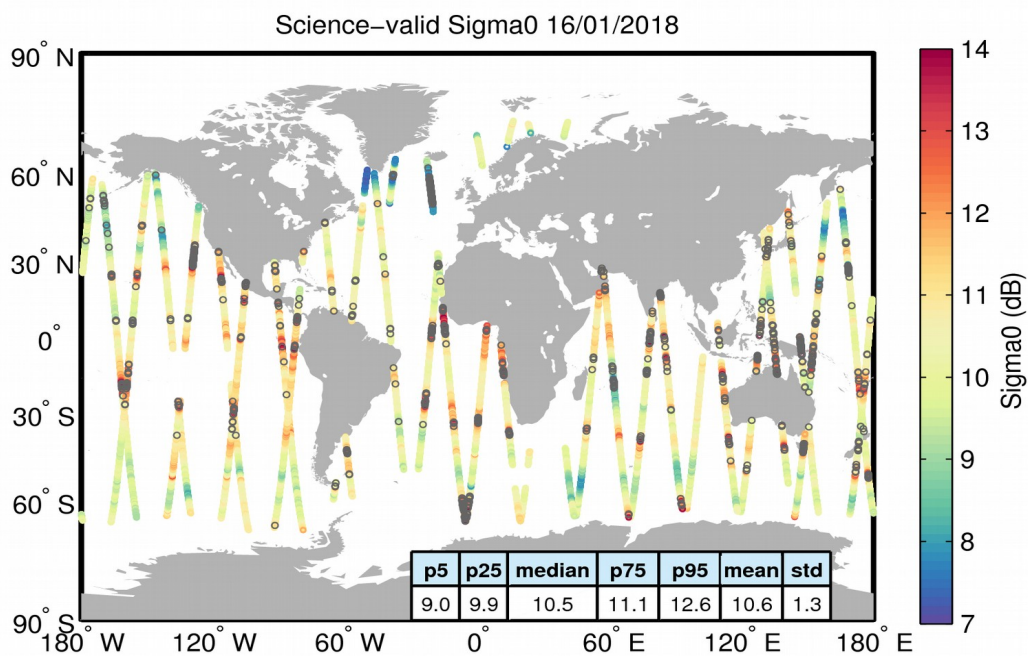 Science−valid Sigma0 16/01/2018
90° N
60° N
30° N
0°
30° S
60° S
90° S
180° W
120° W
60° W
0°
60° E
120° E
180° E
p5 p25 median p75 p95 mean std
9.0 9.9 10.5 11.1 12.6 10.6 1.3
14
13
12
11
10
9
8
7
Sigma0 (dB)